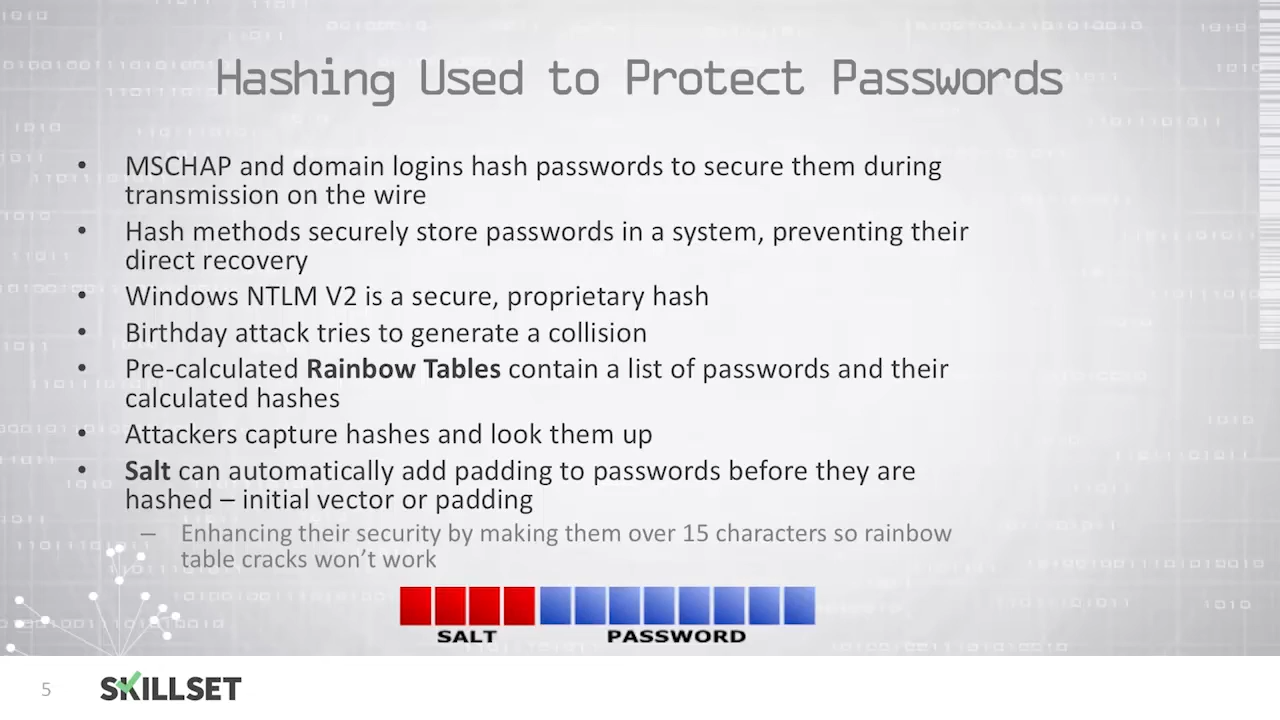 Hashing Used to Protect Passwords
• MSCHAP and domain logins hash passwords to secure them during
transmission on the wire
• Hash methods securely store passwords in a system, preventing their
direct recovery
• Windows NTLM V2 is a secure, proprietary hash
• Birthday attack tries to generate a collision
• Pre-calculated Rainbow Tables contain a list of passwords and their
calculated hashes
• Attackers capture hashes and look them up
• Salt can automatically add padding to passwords before they are
hashed – initial vector or padding
– Enhancing their security by making them over 15 characters so rainbow
table cracks won’t work
SALT PASSWORD
5 SKILLSET